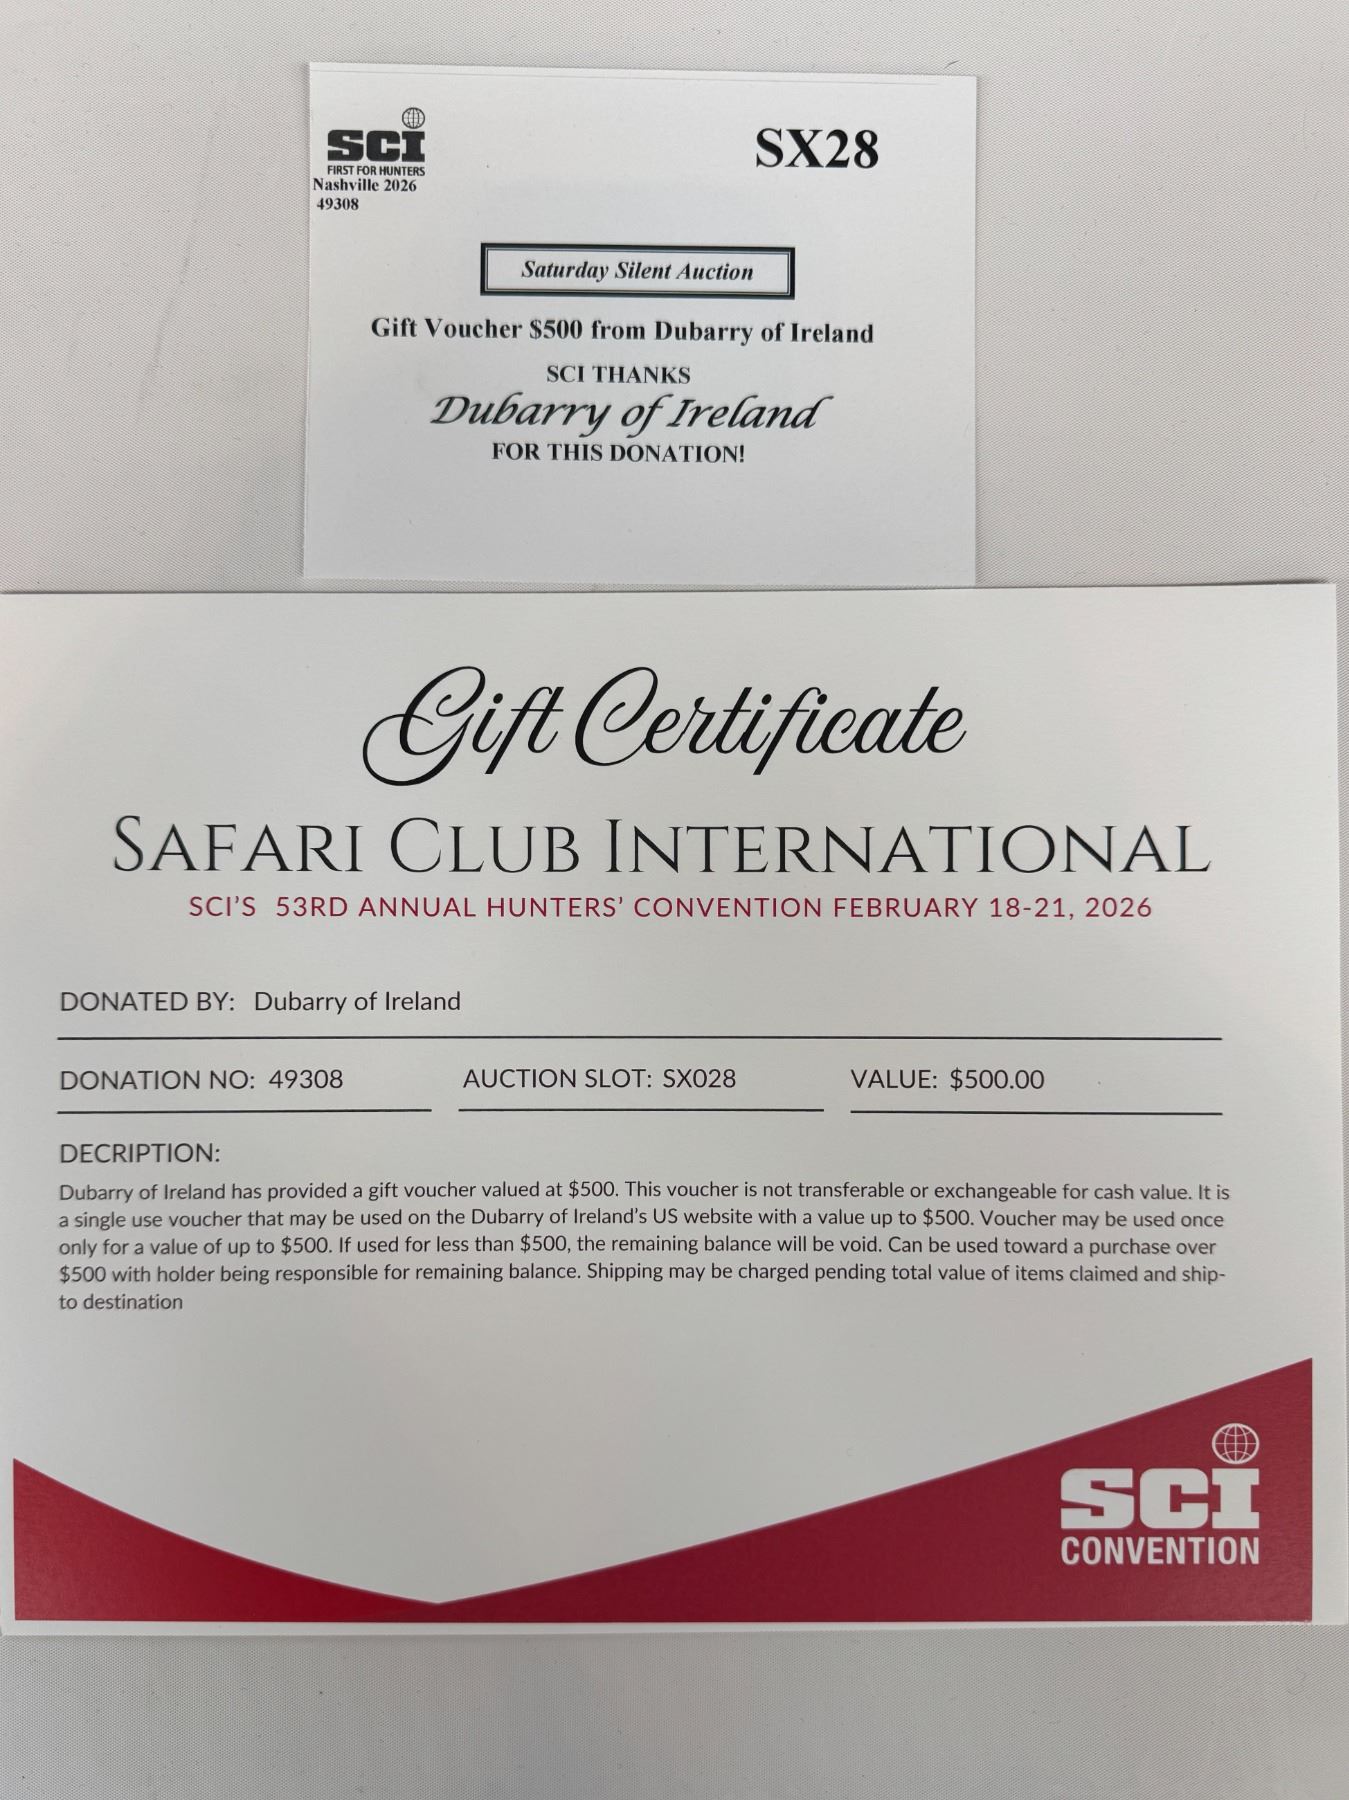 SCI
SX28
FIRST FOR HUNTERS
Nashville 2026
49308
Saturday Silent Auction
Gift Voucher $500 from Dubarry of Ireland
SCI THANKS
Dubarry of Ireland
FOR THIS DONATION!
Gift Certificate
SAFARI CLUB INTERNATIONAL
SCI'S 53RD ANNUAL HUNTERS' CONVENTION FEBRUARY 18-21, 2026
DONATED BY: Dubarry of Ireland
DONATION NO: 49308 AUCTION SLOT: SX028 VALUE: $500.00
DECRIPTION:
Dubarry of Ireland has provided a gift voucher valued at $500. This voucher is not transferable or exchangeable for cash value. It is
a single use voucher that may be used on the Dubarry of Ireland's US website with a value up to $500. Voucher may be used once
only for a value of up to $500. If used for less than $500, the remaining balance will be void. Can be used toward a purchase over
$500 with holder being responsible for remaining balance. Shipping may be charged pending total value of items claimed and ship-
to destination
SCI
CONVENTION